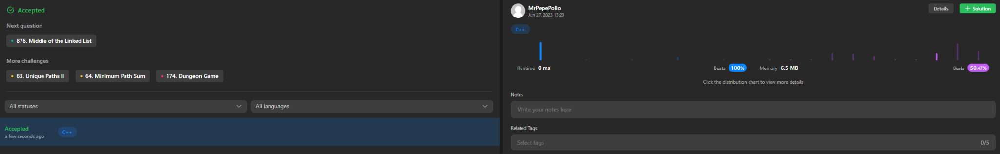 Accepted
Next question
876. Middle of the Linked List
More challenges
63. Unique Paths II 64. Minimum Path Sum 174. Dungeon Game
All statuses All languages
Accepted
a few seconds ago
C++
MrPepePollo
Jun 27, 2023 13:29
Details + Solution
C++
Runtime 0 ms Beats 100% Memory 6.5 MB Beats 50.47%
Click the distribution chart to view more details
Notes
Write your notes here
Related Tags
Select tags 0/5